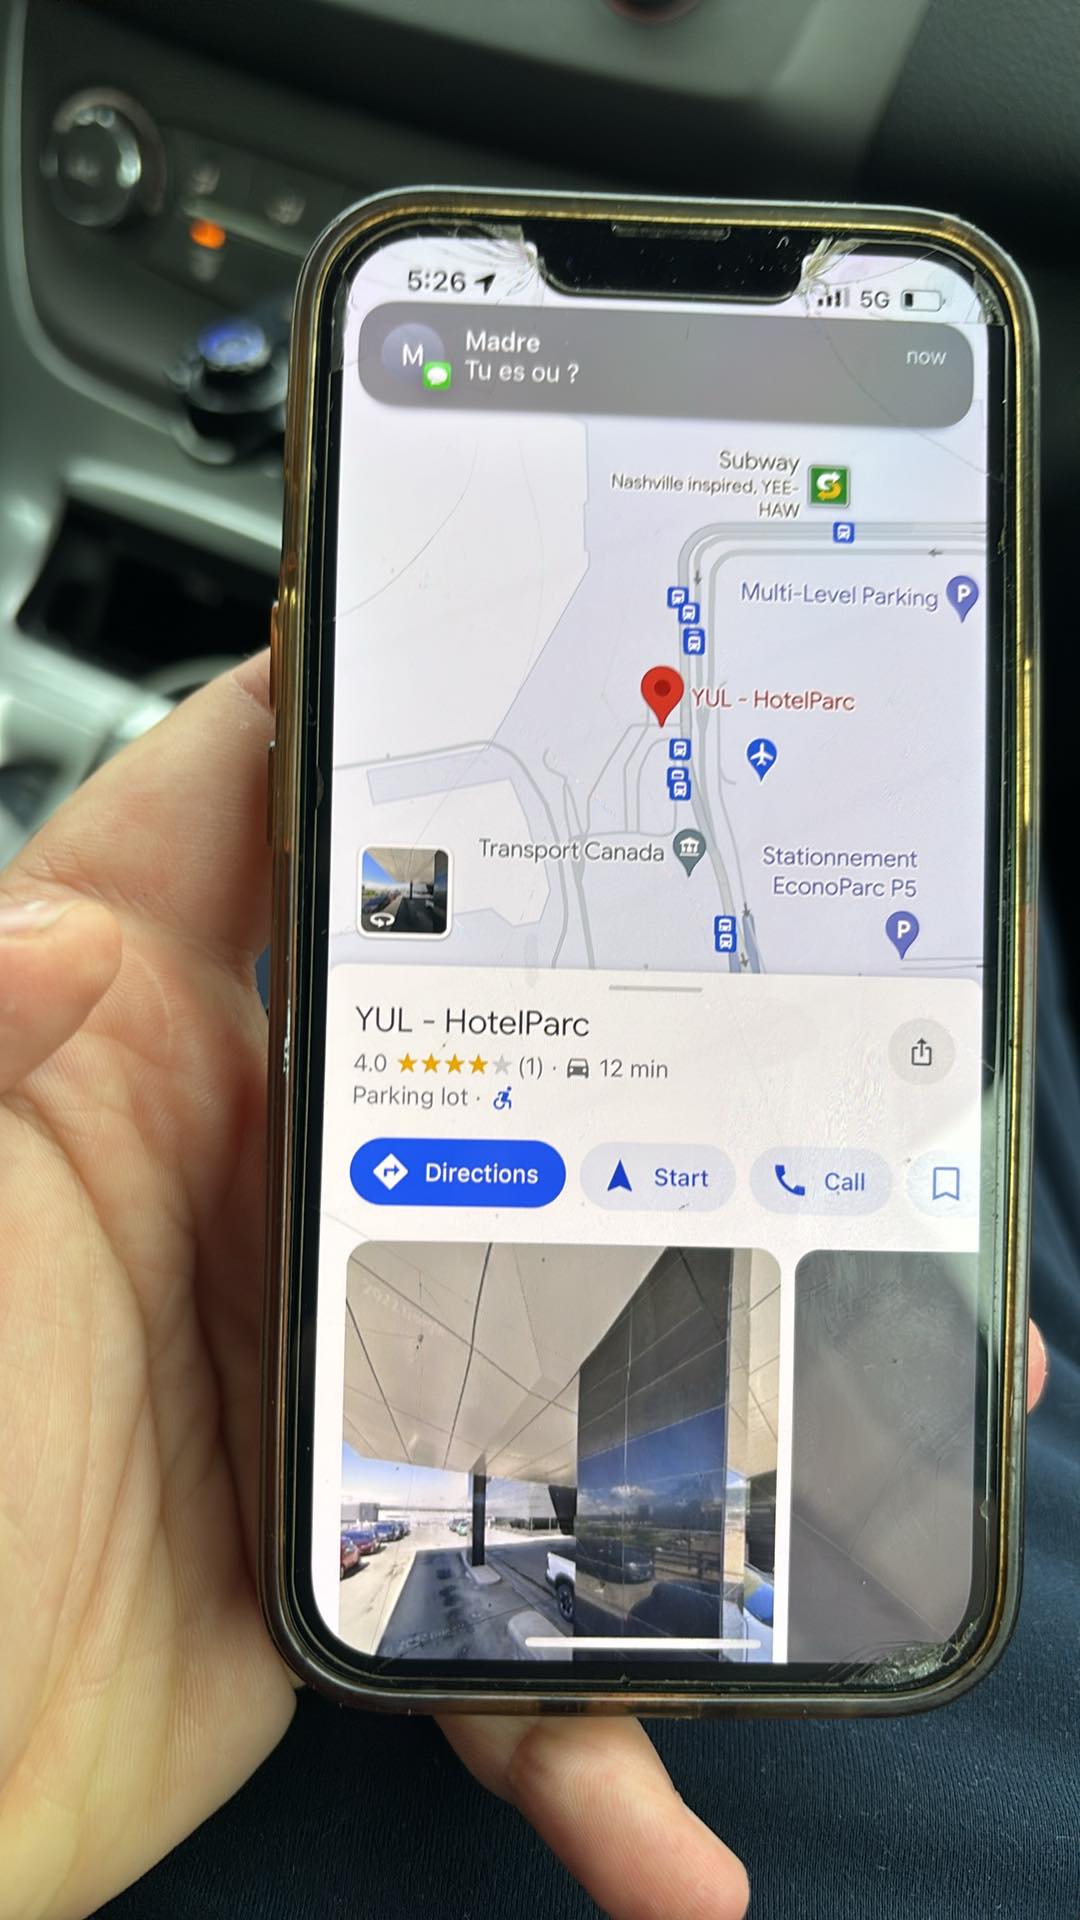 5:26
5G
M
Madre
now
Tu es ou ?
Subway
Nashville inspired, YEE-
HAW
Multi-Level Parking
P
YUL - HotelParc
Transport Canada
Stationnement
EconoParc P5
P
YUL - HotelParc
4.0 ★★★★★ (1) · 12 min
Parking lot ·
Directions
Start
Call